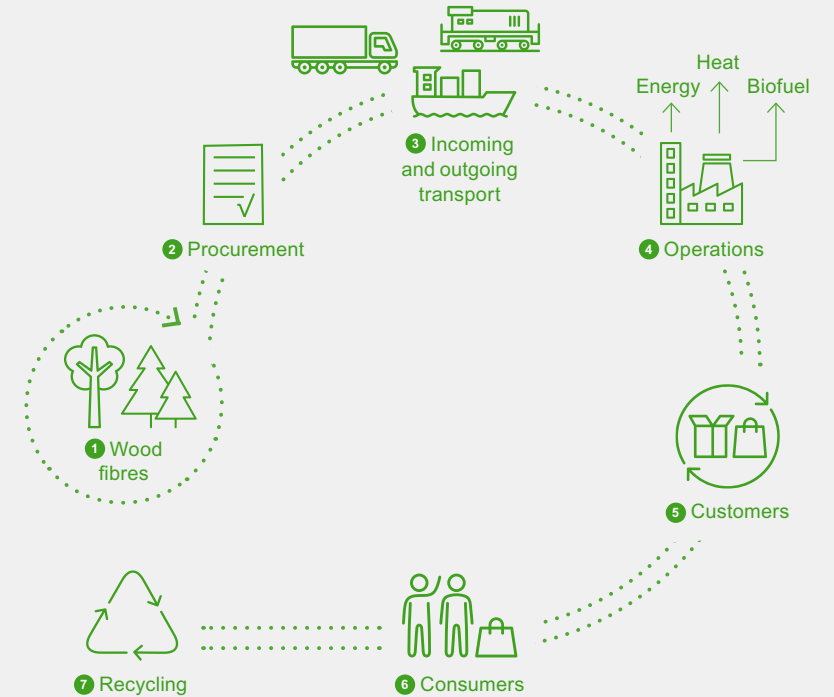 Heat
Energy
Biofuel
3 Incoming
and outgoing
transport
2 Procurement
4 Operations
1 Wood
fibres
5 Customers
7 Recycling
6 Consumers